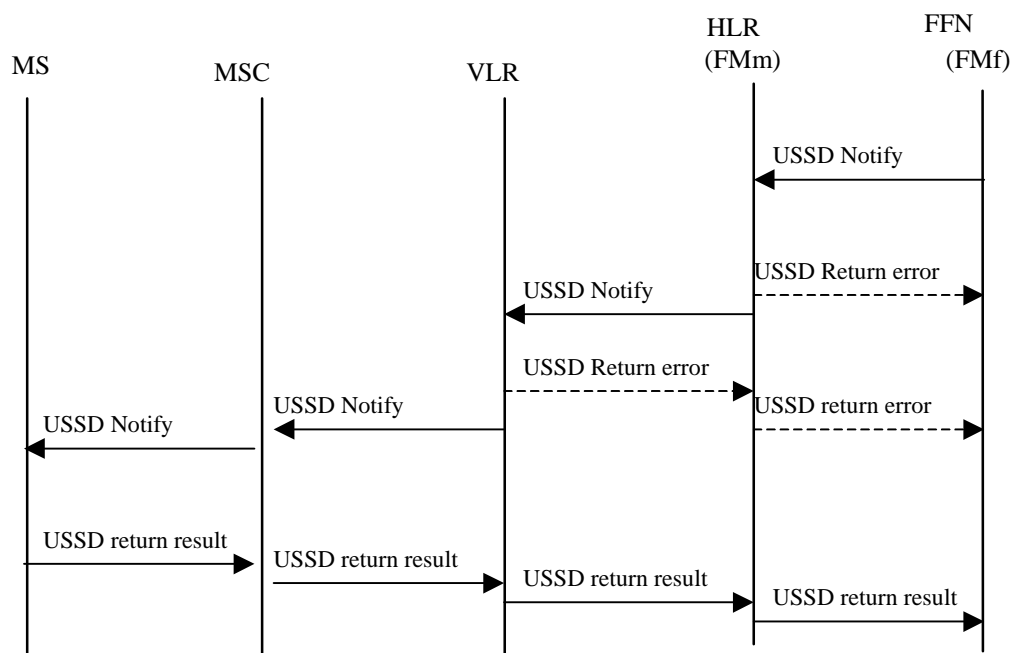 HLR FFN
MS MSC VLR (FMm) (FMf)
USSD Notify
USSD Return error
USSD Notify
USSD Return error
USSD Notify USSD return error
USSD Notify
USSD return result
USSD return result
USSD return result
USSD return result